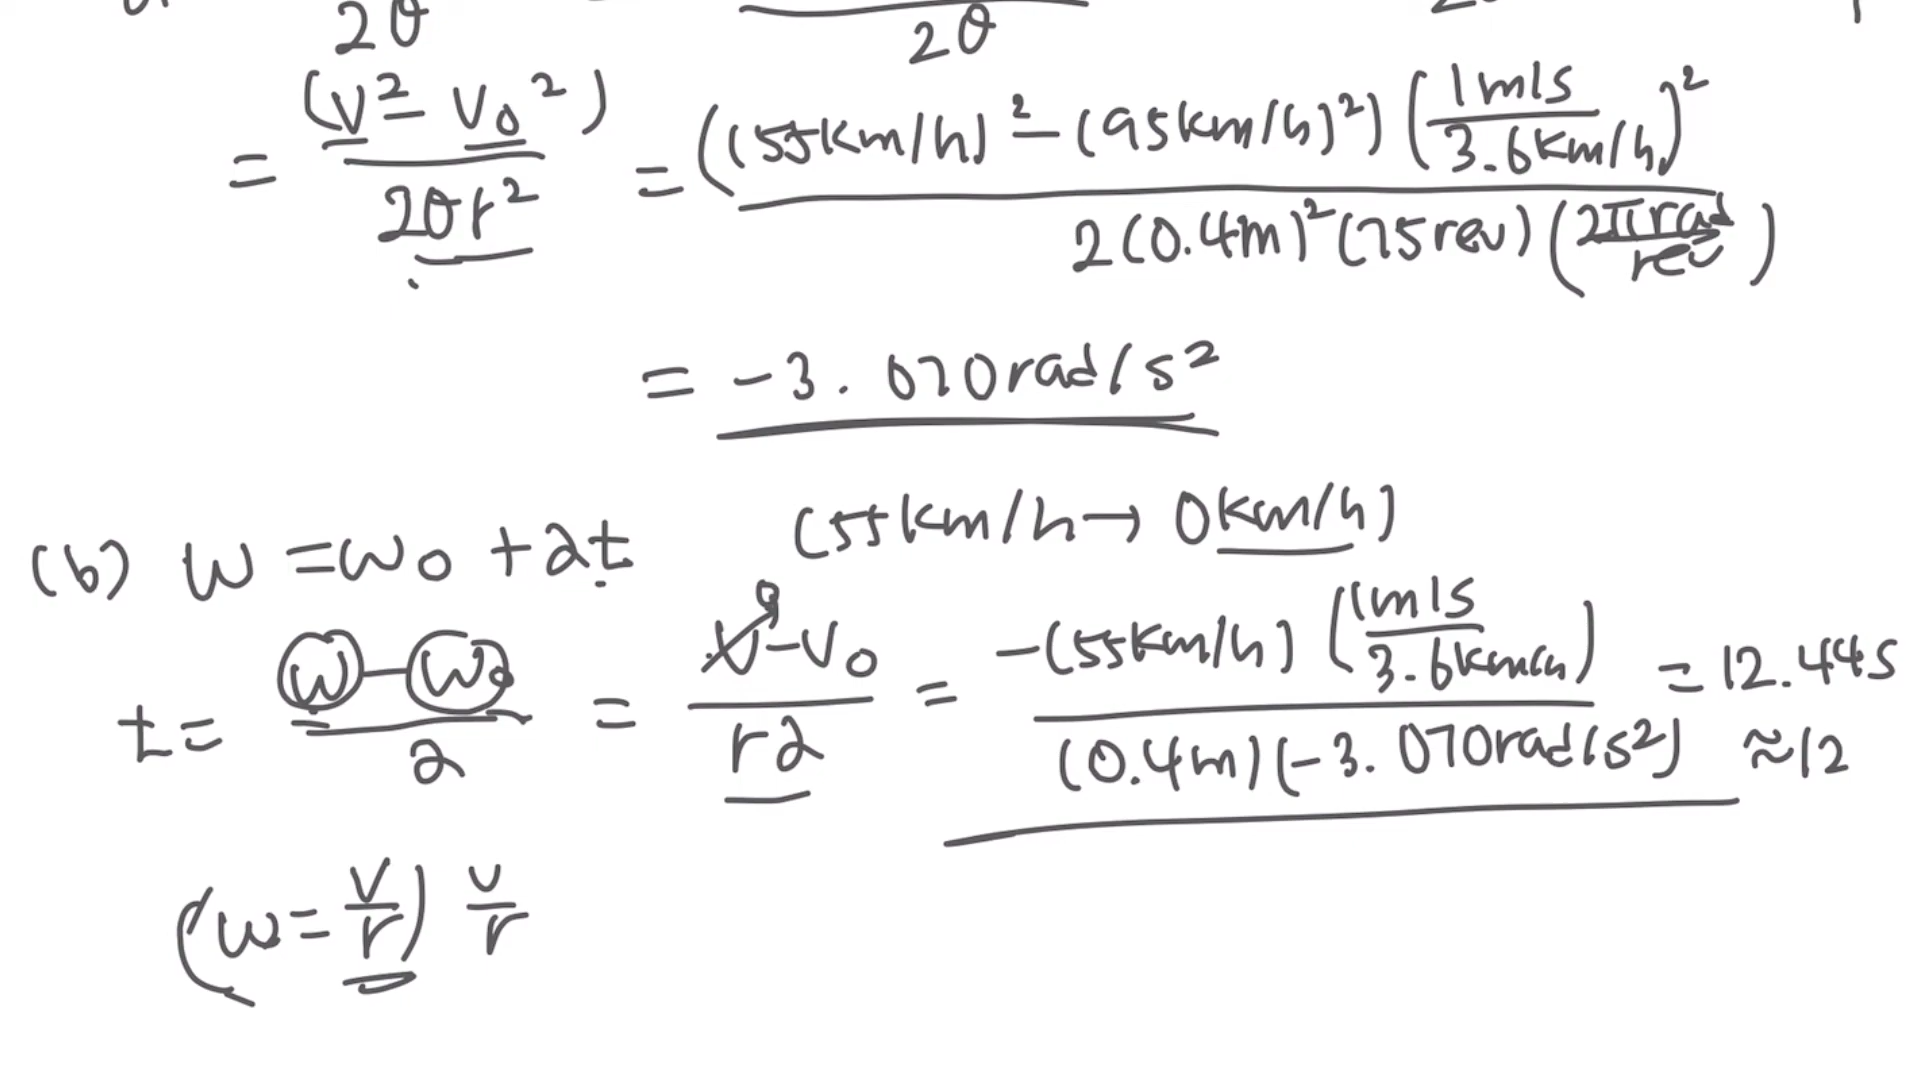 2θ 2θ
= (v² - v₀²) / 2θr² = ((55km/h)² - (95km/h)²) (1m/s / 3.6km/h)² / 2(0.4m)²(75rev)(2πrad / rev)
= -3.070rad/s²
(b) ω = ω₀ + αt (55km/h → 0km/h)
t = ω - ω₀ / α = v⁰ - v₀ / rα = -(55km/h) (1m/s / 3.6km/h) / (0.4m)(-3.070rad/s²) = 12.44s
≈12
(ω = v/r) v/r